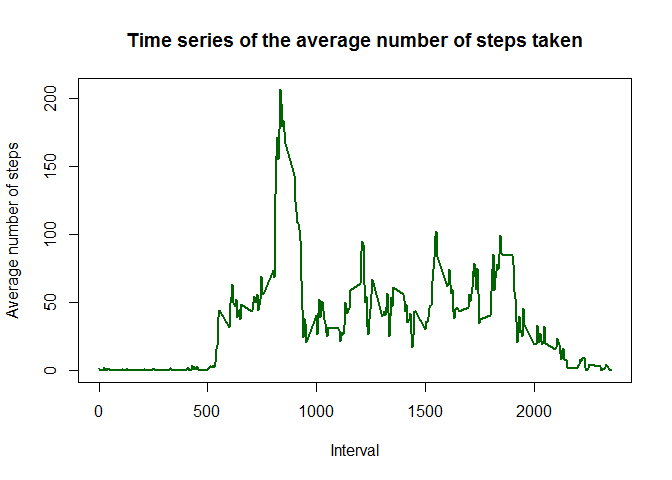 Time series of the average number of steps taken
Average number of steps
200
150
100
50
0
0 500 1000 1500 2000
Interval